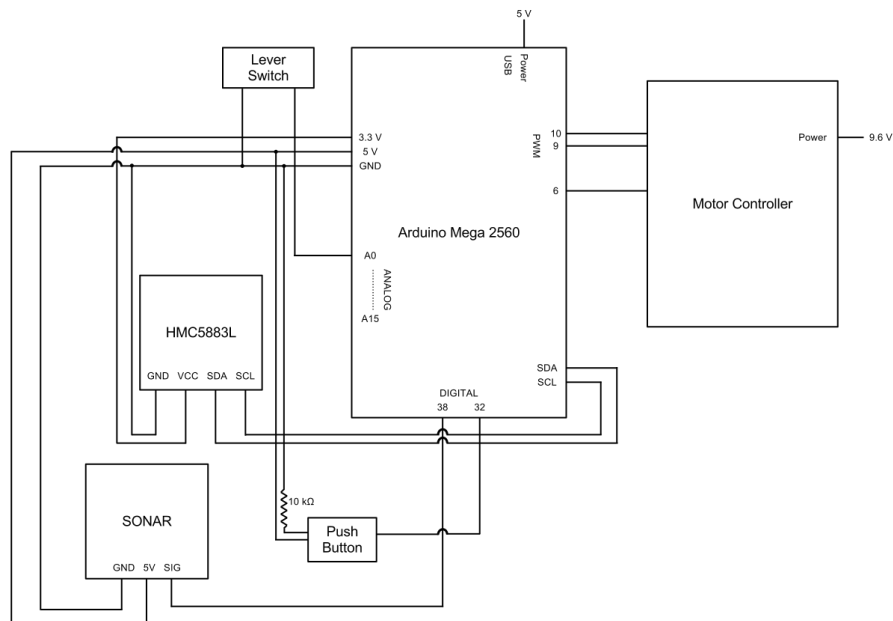 5 V
Lever
Switch
Power
USB
3.3 V
5 V
GND
10
9
PWM
6
Power
9.6 V
Motor Controller
Arduino Mega 2560
A0
ANALOG
A15
HMC5883L
GND VCC SDA SCL
SDA
SCL
DIGITAL
38 32
SONAR
10 kΩ
Push
Button
GND 5V SIG